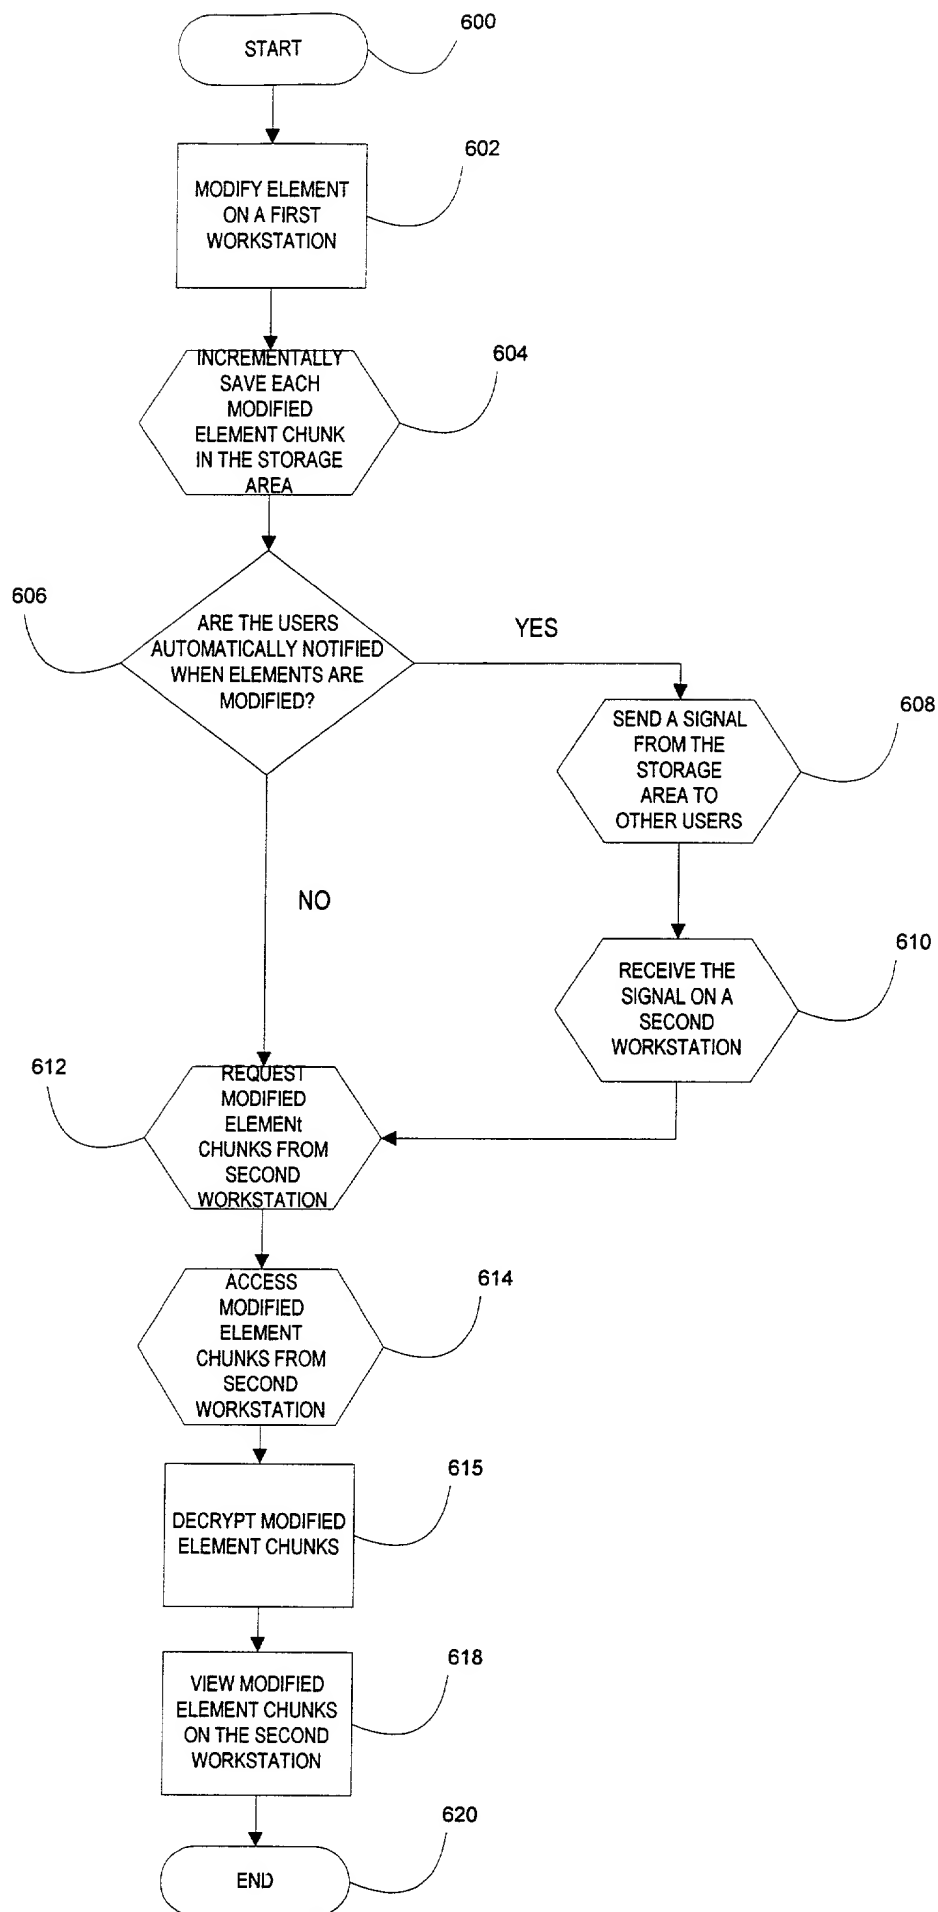 START
600
MODIFY ELEMENT
ON A FIRST
WORKSTATION
602
INCREMENTALLY
SAVE EACH
MODIFIED
ELEMENT CHUNK
IN THE STORAGE
AREA
604
606
ARE THE USERS
AUTOMATICALLY NOTIFIED
WHEN ELEMENTS ARE
MODIFIED?
YES
SEND A SIGNAL
FROM THE
STORAGE
AREA TO
OTHER USERS
608
NO
RECEIVE THE
SIGNAL ON A
SECOND
WORKSTATION
610
612
REQUEST
MODIFIED
ELEMENt
CHUNKS FROM
SECOND
WORKSTATION
ACCESS
MODIFIED
ELEMENT
CHUNKS FROM
SECOND
WORKSTATION
614
DECRYPT MODIFIED
ELEMENT CHUNKS
615
VIEW MODIFIED
ELEMENT CHUNKS
ON THE SECOND
WORKSTATION
618
END
620